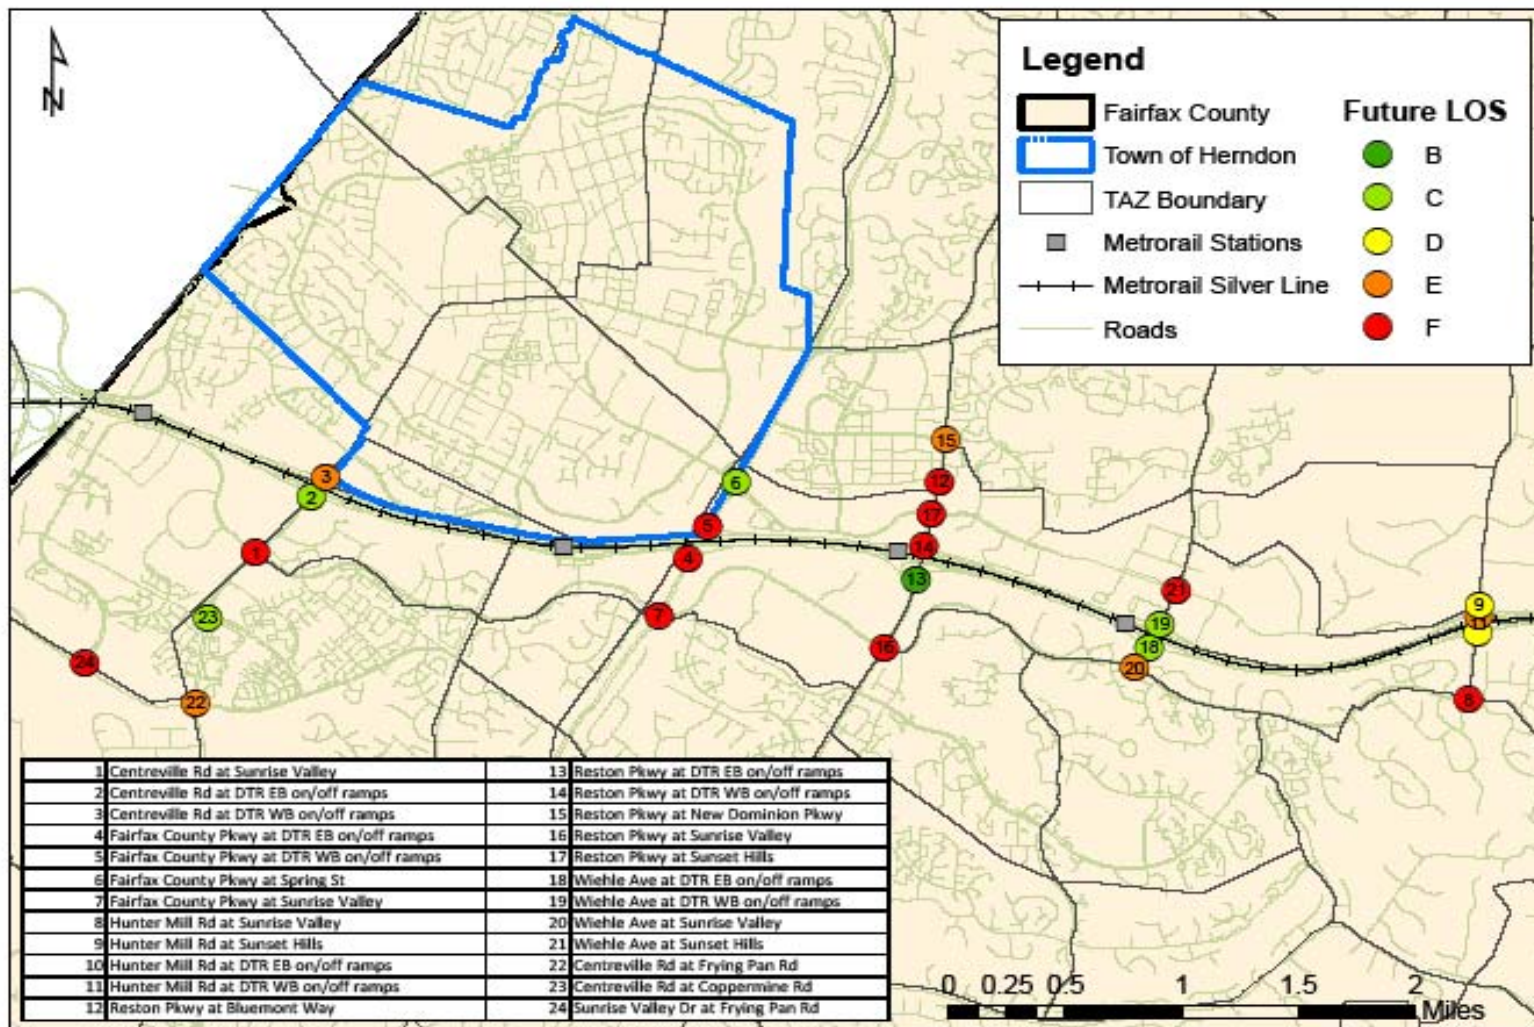 Legend
Fairfax County
Town of Herndon
TAZ Boundary
Metrorail Stations
Metrorail Silver Line
Roads
Future LOS
B
C
D
E
F
N
15
12
17
14
13
16
6
5
4
7
3
2
1
23
24
22
21
19
18
20
9
11
8
1 Centreville Rd at Sunrise Valley
2 Centreville Rd at DTR EB on/off ramps
3 Centreville Rd at DTR WB on/off ramps
4 Fairfax County Pkwy at DTR EB on/off ramps
5 Fairfax County Pkwy at DTR WB on/off ramps
6 Fairfax County Pkwy at Spring St
7 Fairfax County Pkwy at Sunrise Valley
8 Hunter Mill Rd at Sunrise Valley
9 Hunter Mill Rd at Sunset Hills
10 Hunter Mill Rd at DTR EB on/off ramps
11 Hunter Mill Rd at DTR WB on/off ramps
12 Reston Pkwy at Bluemont Way
13 Reston Pkwy at DTR EB on/off ramps
14 Reston Pkwy at DTR WB on/off ramps
15 Reston Pkwy at New Dominion Pkwy
16 Reston Pkwy at Sunrise Valley
17 Reston Pkwy at Sunset Hills
18 Wiehle Ave at DTR EB on/off ramps
19 Wiehle Ave at DTR WB on/off ramps
20 Wiehle Ave at Sunrise Valley
21 Wiehle Ave at Sunset Hills
22 Centreville Rd at Frying Pan Rd
23 Centreville Rd at Coppermine Rd
24 Sunrise Valley Dr at Frying Pan Rd
0 0.25 0.5 1 1.5 2
Miles